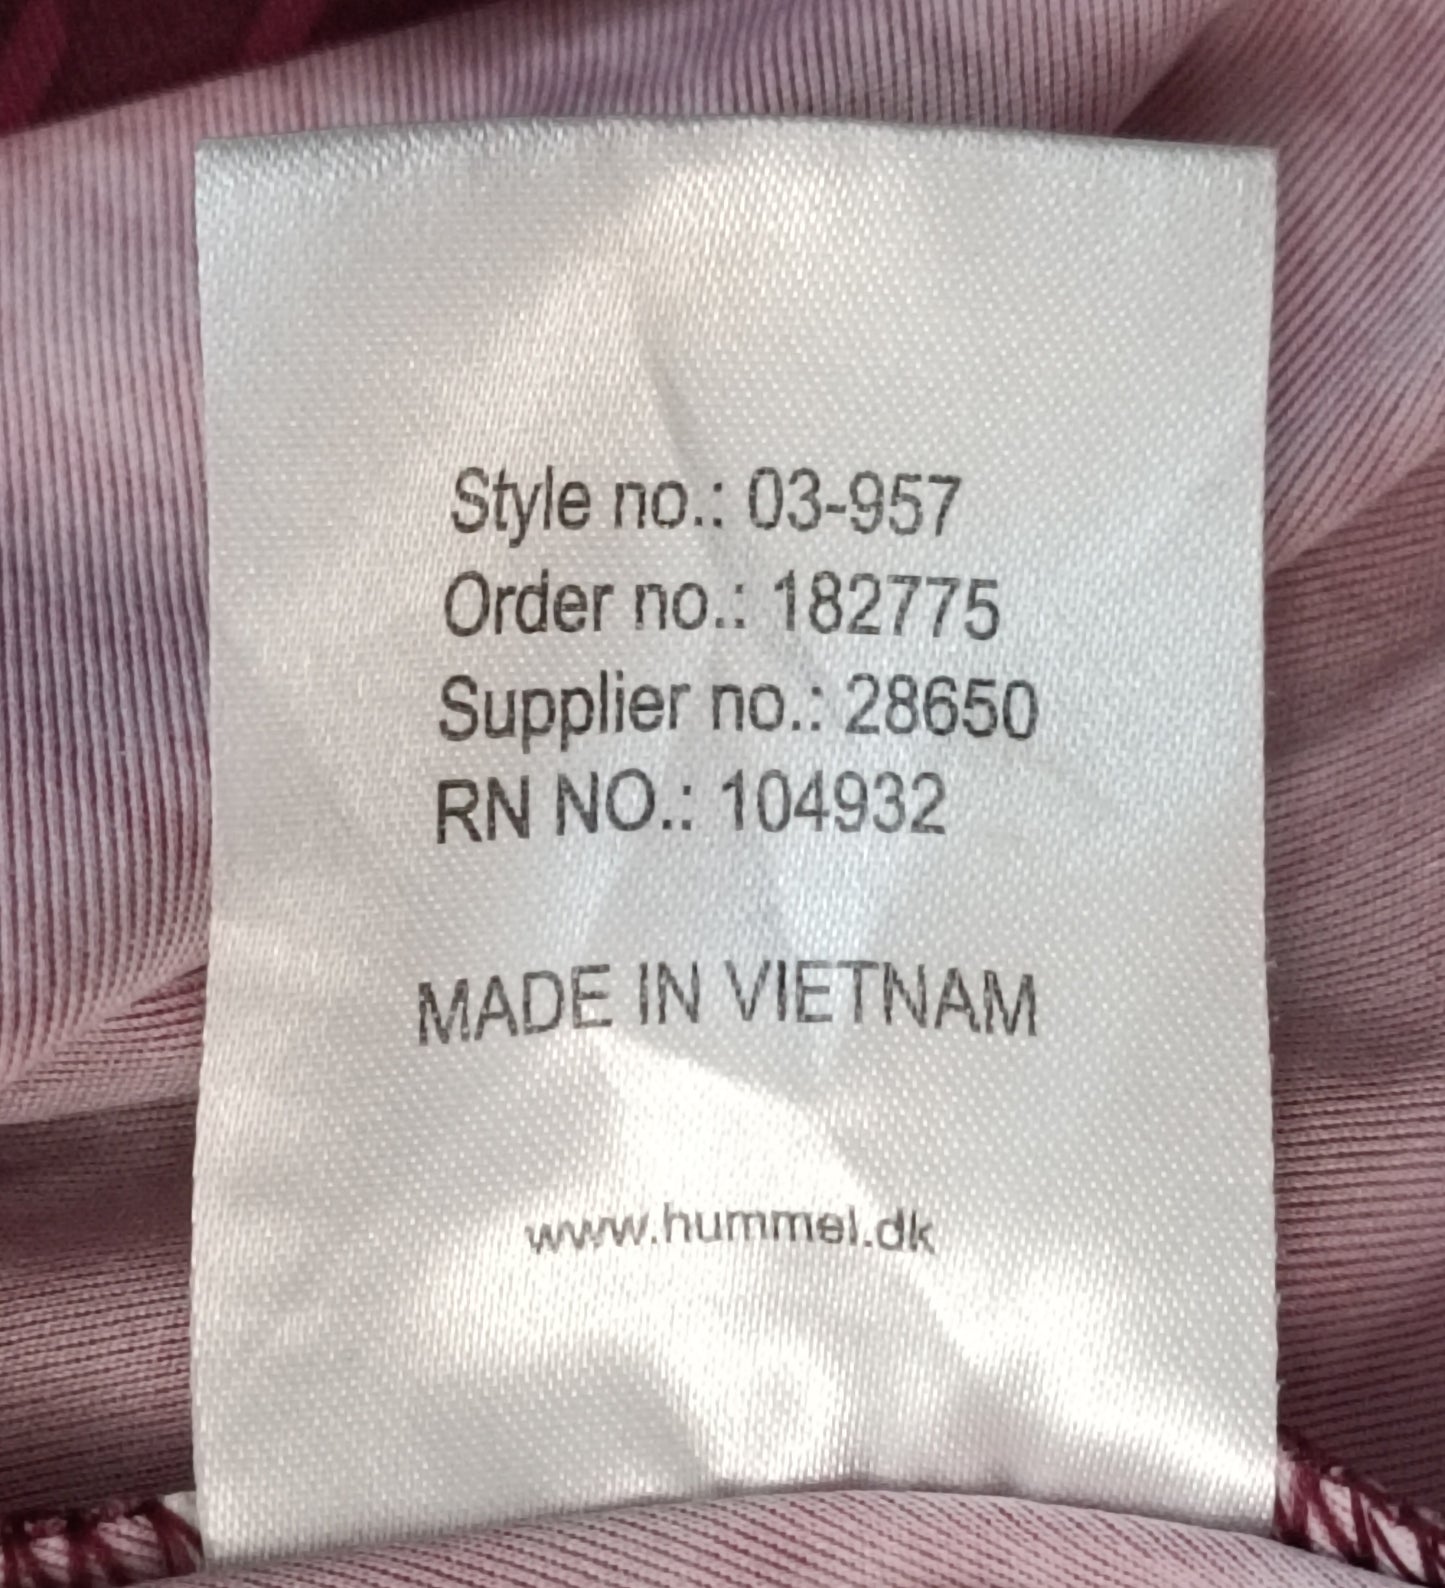 Style no.: 03-957
Order no.: 182775
Supplier no.: 28650
RN NO.: 104932
MADE IN VIETNAM
www.hummel.dk